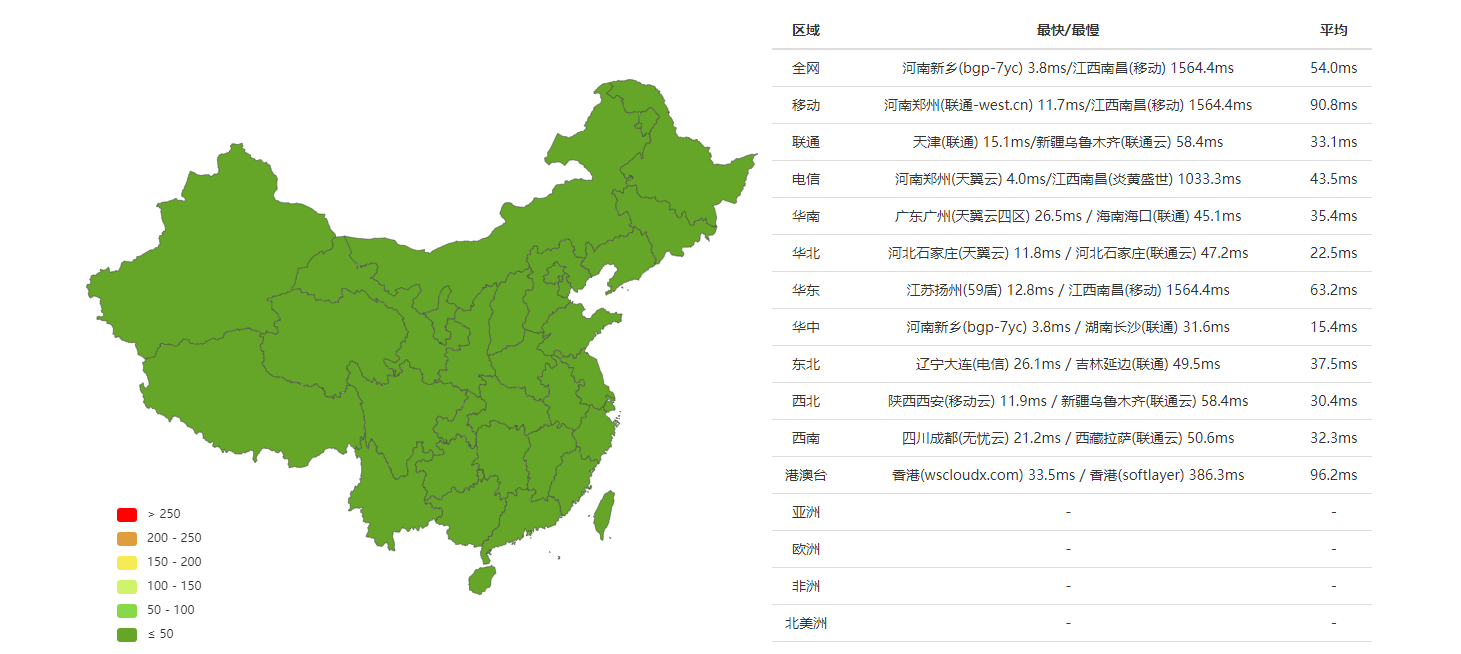 区域 最快/最慢 平均
全网 河南新乡(bgp-7yc) 3.8ms/江西南昌(移动) 1564.4ms 54.0ms
移动 河南郑州(联通-west.cn) 11.7ms/江西南昌(移动) 1564.4ms 90.8ms
联通 天津(联通) 15.1ms/新疆乌鲁木齐(联通云) 58.4ms 33.1ms
电信 河南郑州(天翼云) 4.0ms/江西南昌(炎黄盛世) 1033.3ms 43.5ms
华南 广东广州(天翼云四区) 26.5ms / 海南海口(联通) 45.1ms 35.4ms
华北 河北石家庄(天翼云) 11.8ms / 河北石家庄(联通云) 47.2ms 22.5ms
华东 江苏扬州(59盾) 12.8ms / 江西南昌(移动) 1564.4ms 63.2ms
华中 河南新乡(bgp-7yc) 3.8ms / 湖南长沙(联通) 31.6ms 15.4ms
东北 辽宁大连(电信) 26.1ms / 吉林延边(联通) 49.5ms 37.5ms
西北 陕西西安(移动云) 11.9ms / 新疆乌鲁木齐(联通云) 58.4ms 30.4ms
西南 四川成都(无忧云) 21.2ms / 西藏拉萨(联通云) 50.6ms 32.3ms
港澳台 香港(wscloudx.com) 33.5ms / 香港(softlayer) 386.3ms 96.2ms
亚洲 - -
欧洲 - -
非洲 - -
北美洲 - -
> 250
200 - 250
150 - 200
100 - 150
50 - 100
≤ 50